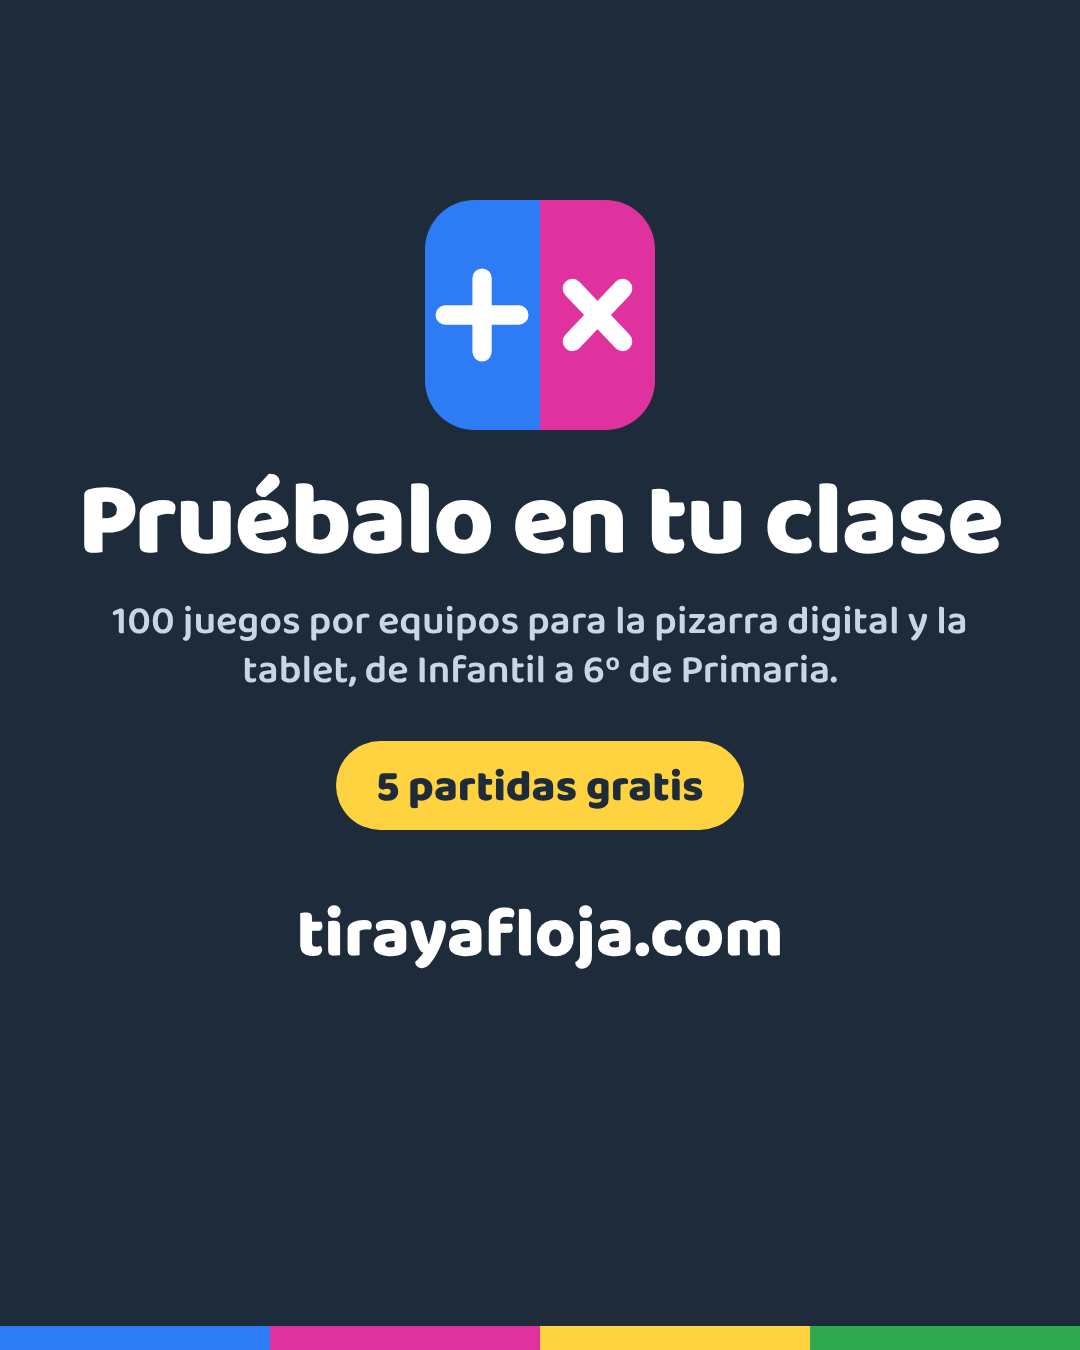 Pruébalo en tu clase
100 juegos por equipos para la pizarra digital y la
tablet, de Infantil a 6º de Primaria.
5 partidas gratis
tirayafloja.com